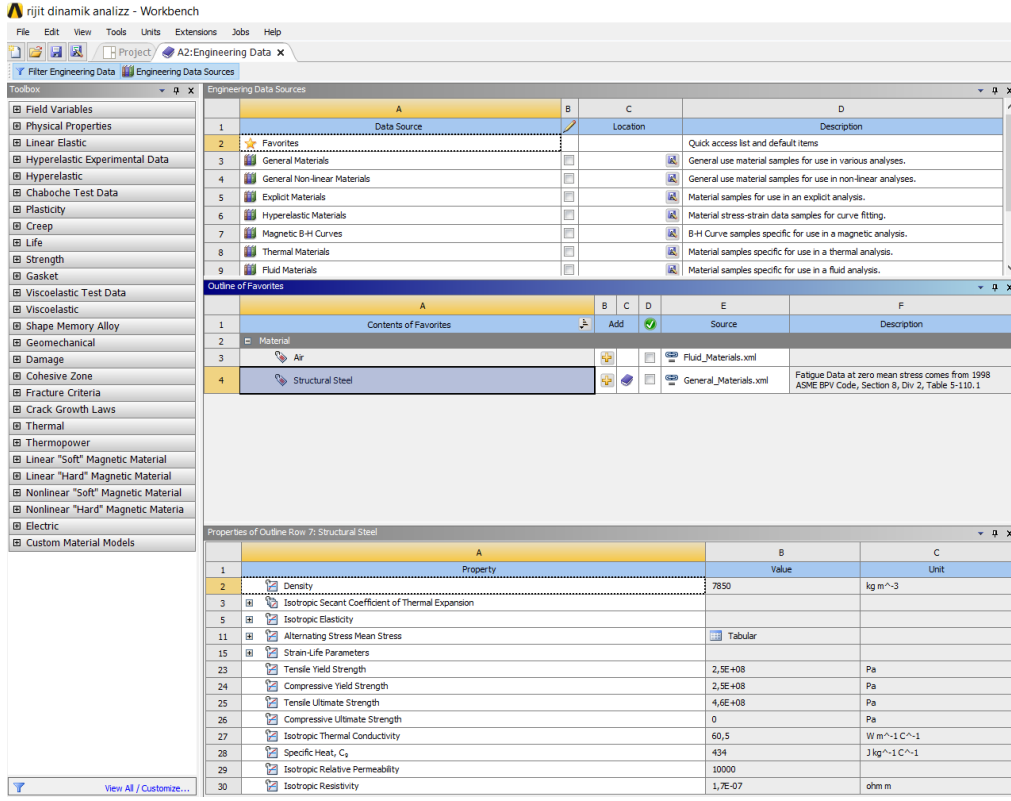 rijit dinamik analizz - Workbench
File Edit View Tools Units Extensions Jobs Help
Project A2:Engineering Data x
Filter Engineering Data Engineering Data Sources
Toolbox
Field Variables
Physical Properties
Linear Elastic
Hyperelastic Experimental Data
Hyperelastic
Chaboche Test Data
Plasticity
Creep
Life
Strength
Gasket
Viscoelastic Test Data
Viscoelastic
Shape Memory Alloy
Geomechanical
Damage
Cohesive Zone
Fracture Criteria
Crack Growth Laws
Thermal
Thermopower
Linear "Soft" Magnetic Material
Linear "Hard" Magnetic Material
Nonlinear "Soft" Magnetic Material
Nonlinear "Hard" Magnetic Materia
Electric
Custom Material Models
View All / Customize...
Engineering Data Sources
A B C D
1 Data Source Location Description
2 Favorites Quick access list and default items
3 General Materials General use material samples for use in various analyses.
4 General Non-linear Materials General use material samples for use in non-linear analyses.
5 Explicit Materials Material samples for use in an explicit analysis.
6 Hyperelastic Materials Material stress-strain data samples for curve fitting.
7 Magnetic B-H Curves B-H Curve samples specific for use in a magnetic analysis.
8 Thermal Materials Material samples specific for use in a thermal analysis.
9 Fluid Materials Material samples specific for use in a fluid analysis.
Outline of Favorites
A B C D E F
1 Contents of Favorites Add Source Description
2 Material
3 Air Fluid_Materials.xml
4 Structural Steel General_Materials.xml Fatigue Data at zero mean stress comes from 1998
ASME BPV Code, Section 8, Div 2, Table 5-110.1
Properties of Outline Row 7: Structural Steel
A B C
1 Property Value Unit
2 Density 7850 kg m^-3
3 Isotropic Secant Coefficient of Thermal Expansion
5 Isotropic Elasticity
11 Alternating Stress Mean Stress Tabular
15 Strain-Life Parameters
23 Tensile Yield Strength 2,5E+08 Pa
24 Compressive Yield Strength 2,5E+08 Pa
25 Tensile Ultimate Strength 4,6E+08 Pa
26 Compressive Ultimate Strength 0 Pa
27 Isotropic Thermal Conductivity 60,5 W m^-1 C^-1
28 Specific Heat, Cₚ 434 J kg^-1 C^-1
29 Isotropic Relative Permeability 10000
30 Isotropic Resistivity 1,7E-07 ohm m